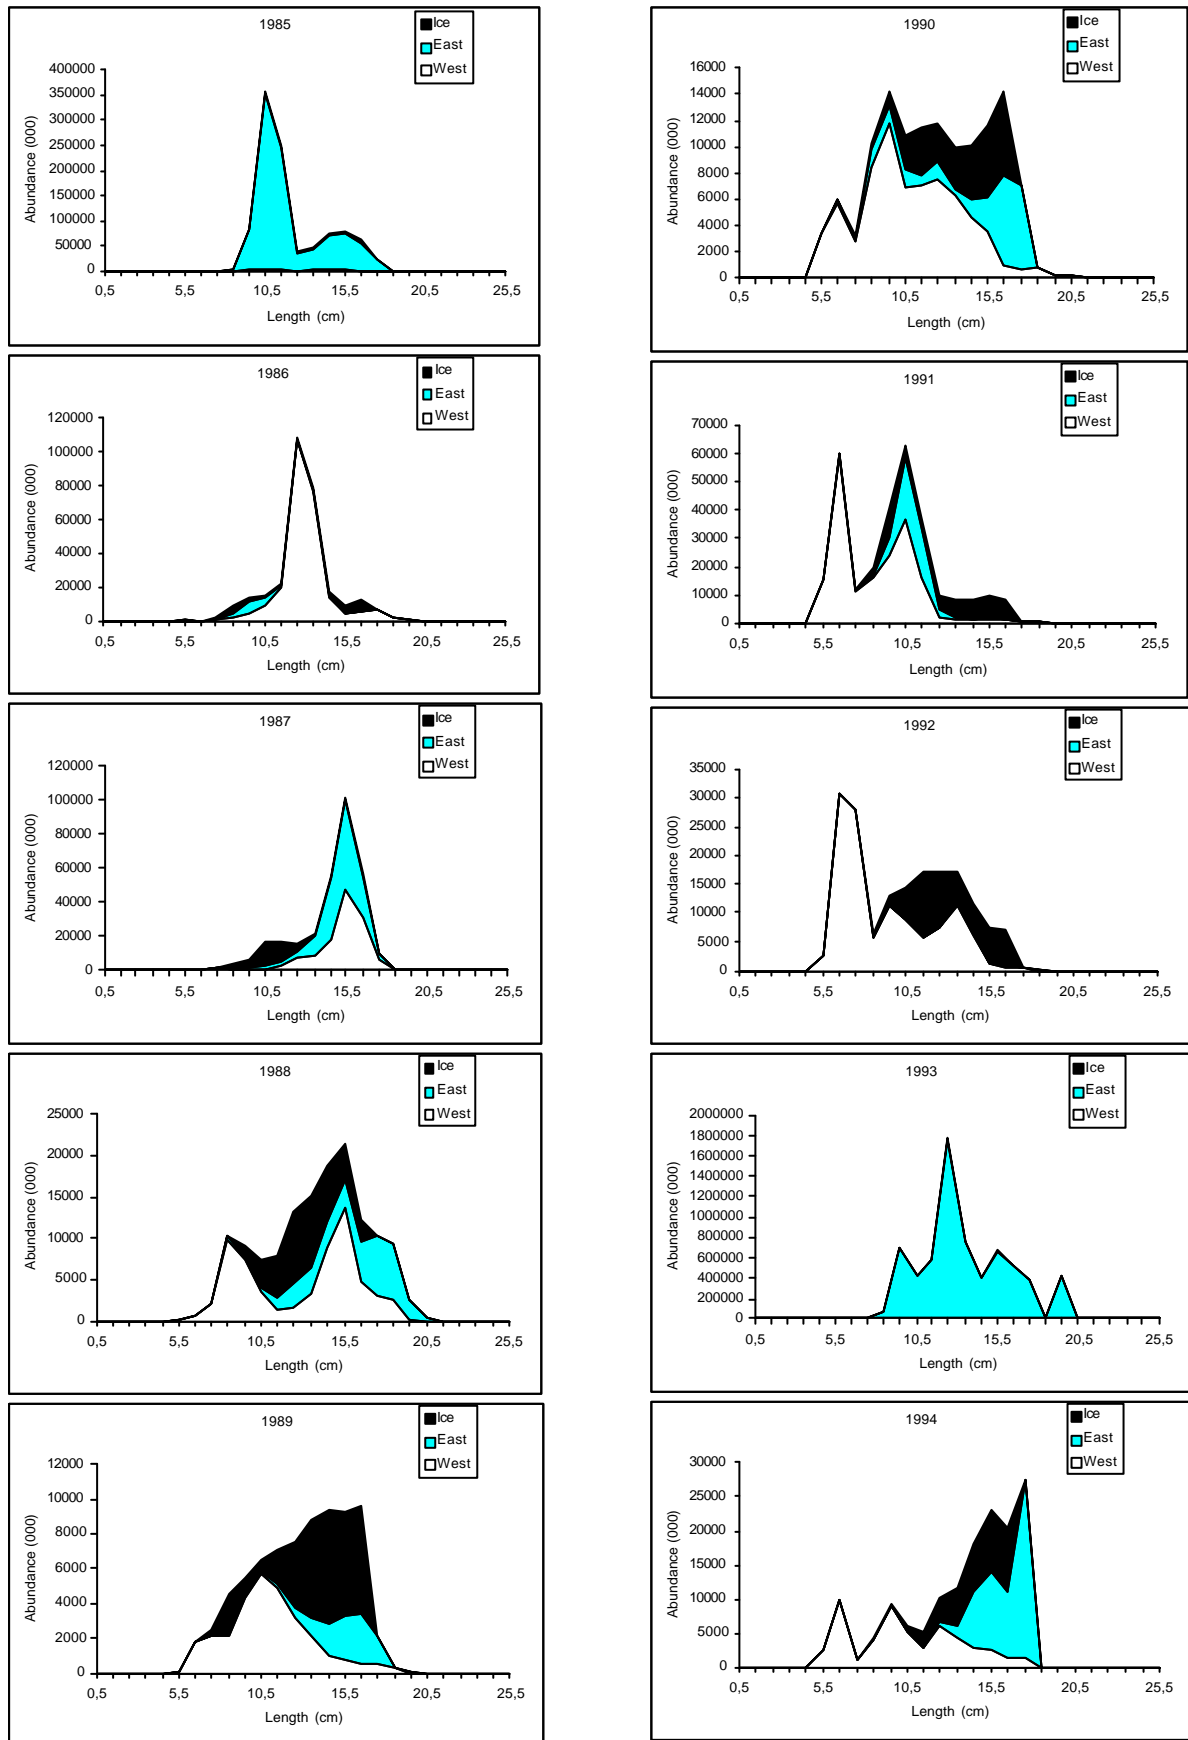 1985
Ice
East
West
Abundance (000)
400000
350000
300000
250000
200000
150000
100000
50000
0
0,5 5,5 10,5 15,5 20,5 25,5
Length (cm)
1986
Ice
East
West
Abundance (000)
120000
100000
80000
60000
40000
20000
0
0,5 5,5 10,5 15,5 20,5 25,5
Length (cm)
1987
Ice
East
West
Abundance (000)
120000
100000
80000
60000
40000
20000
0
0,5 5,5 10,5 15,5 20,5 25,5
Length (cm)
1988
Ice
East
West
Abundance (000)
25000
20000
15000
10000
5000
0
0,5 5,5 10,5 15,5 20,5 25,5
Length (cm)
1989
Ice
East
West
Abundance (000)
12000
10000
8000
6000
4000
2000
0
0,5 5,5 10,5 15,5 20,5 25,5
Length (cm)
1990
Ice
East
West
Abundance (000)
16000
14000
12000
10000
8000
6000
4000
2000
0
0,5 5,5 10,5 15,5 20,5 25,5
Length (cm)
1991
Ice
East
West
Abundance (000)
70000
60000
50000
40000
30000
20000
10000
0
0,5 5,5 10,5 15,5 20,5 25,5
Length (cm)
1992
Ice
East
West
Abundance (000)
35000
30000
25000
20000
15000
10000
5000
0
0,5 5,5 10,5 15,5 20,5 25,5
Length (cm)
1993
Ice
East
West
Abundance (000)
2000000
1800000
1600000
1400000
1200000
1000000
800000
600000
400000
200000
0
0,5 5,5 10,5 15,5 20,5 25,5
Length (cm)
1994
Ice
East
West
Abundance (000)
30000
25000
20000
15000
10000
5000
0
0,5 5,5 10,5 15,5 20,5 25,5
Length (cm)